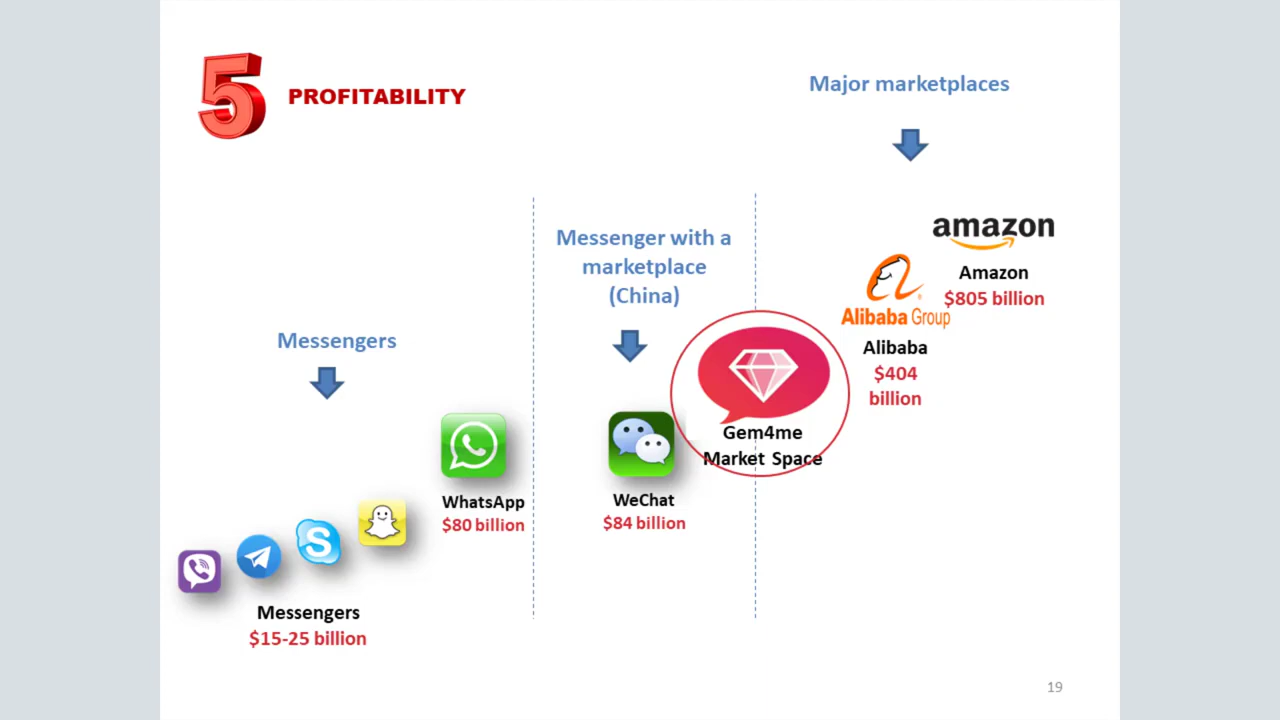 5
PROFITABILITY
Major marketplaces
amazon
Amazon
$805 billion
Alibaba Group
Alibaba
$404
billion
Messenger with a
marketplace
(China)
Gem4me
Market Space
WeChat
$84 billion
Messengers
WhatsApp
$80 billion
S
Messengers
$15-25 billion
19